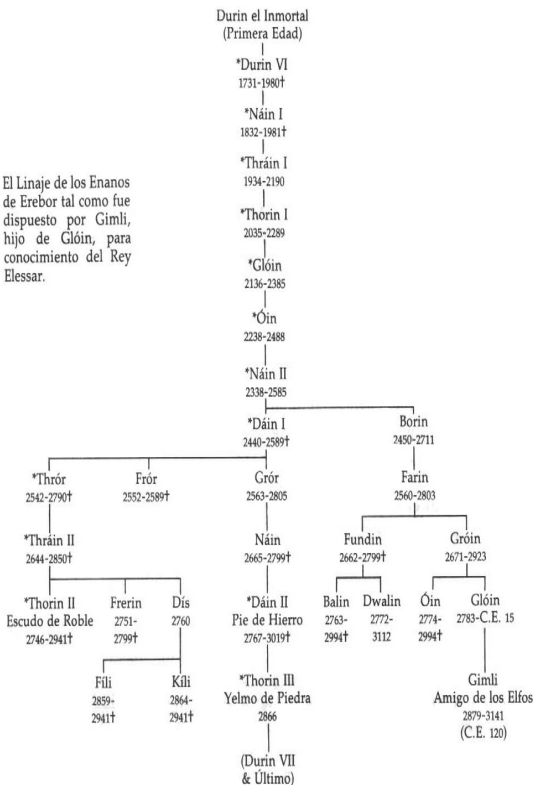 Durin el Inmortal
(Primera Edad)
*Durin VI
1731-1980†
*Náin I
1832-1981†
*Thráin I
1934-2190
El Linaje de los Enanos
de Erebor tal como fue
dispuesto por Gimli,
hijo de Glóin, para
conocimiento del Rey
Elessar.
*Thorin I
2035-2289
*Glóin
2136-2385
*Óin
2238-2488
*Náin II
2338-2585
*Dáin I
2440-2589†
Borin
2450-2711
*Thrór
2542-2790†
Frór
2552-2589†
Grór
2563-2805
Farin
2560-2803
*Thráin II
2644-2850†
Náin
2665-2799†
Fundin
2662-2799†
Gróin
2671-2923
*Thorin II
Escudo de Roble
2746-2941†
Frerin
2751-
2799†
Dís
2760
*Dáin II
Pie de Hierro
2767-3019†
Balin
2763-
2994†
Dwalin
2772-
3112
Óin
2774-
2994†
Glóin
2783-C.E. 15
Fíli
2859-
2941†
Kíli
2864-
2941†
*Thorin III
Yelmo de Piedra
2866
Gimli
Amigo de los Elfos
2879-3141
(C.E. 120)
(Durin VII
& Último)